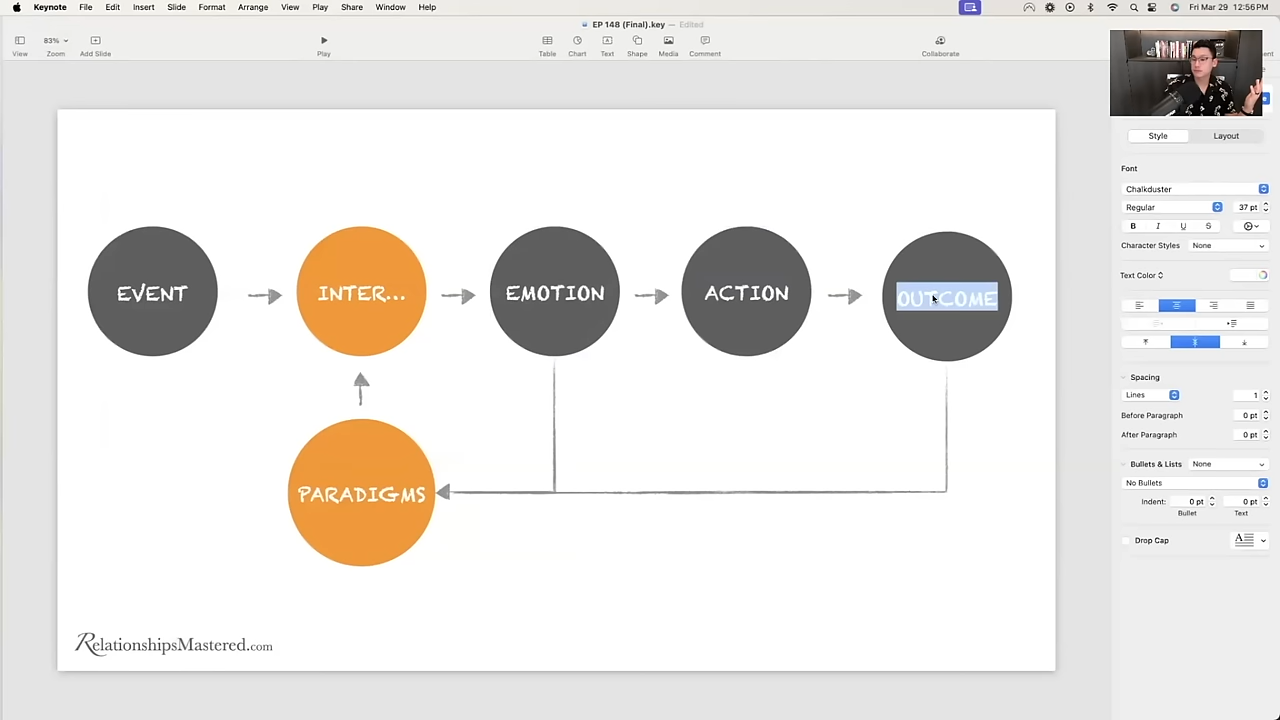 Keynote File Edit Insert Slide Format Arrange View Play Share Window Help Fri Mar 29 12:56PM
EP 148 (Final).key — Edited
83%
View Zoom Add Slide Play Table Chart Text Shape Media Comment Collaborate
Style Layout
Font
Chalkduster
Regular 37 pt
B I U S
Character Styles None
Text Color
Spacing
Lines 1
Before Paragraph 0 pt
After Paragraph 0 pt
Bullets & Lists None
No Bullets
Indent: 0 pt 0 pt
Bullet Text
Drop Cap
EVENT
INTER...
EMOTION
ACTION
OUTCOME
PARADIGMS
RelationshipsMastered.com